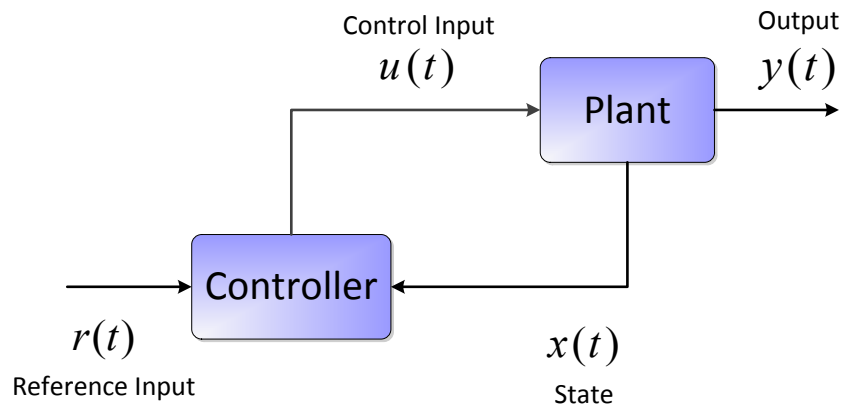 Control Input
u(t)
Output
y(t)
Plant
Controller
r(t)
Reference Input
x(t)
State